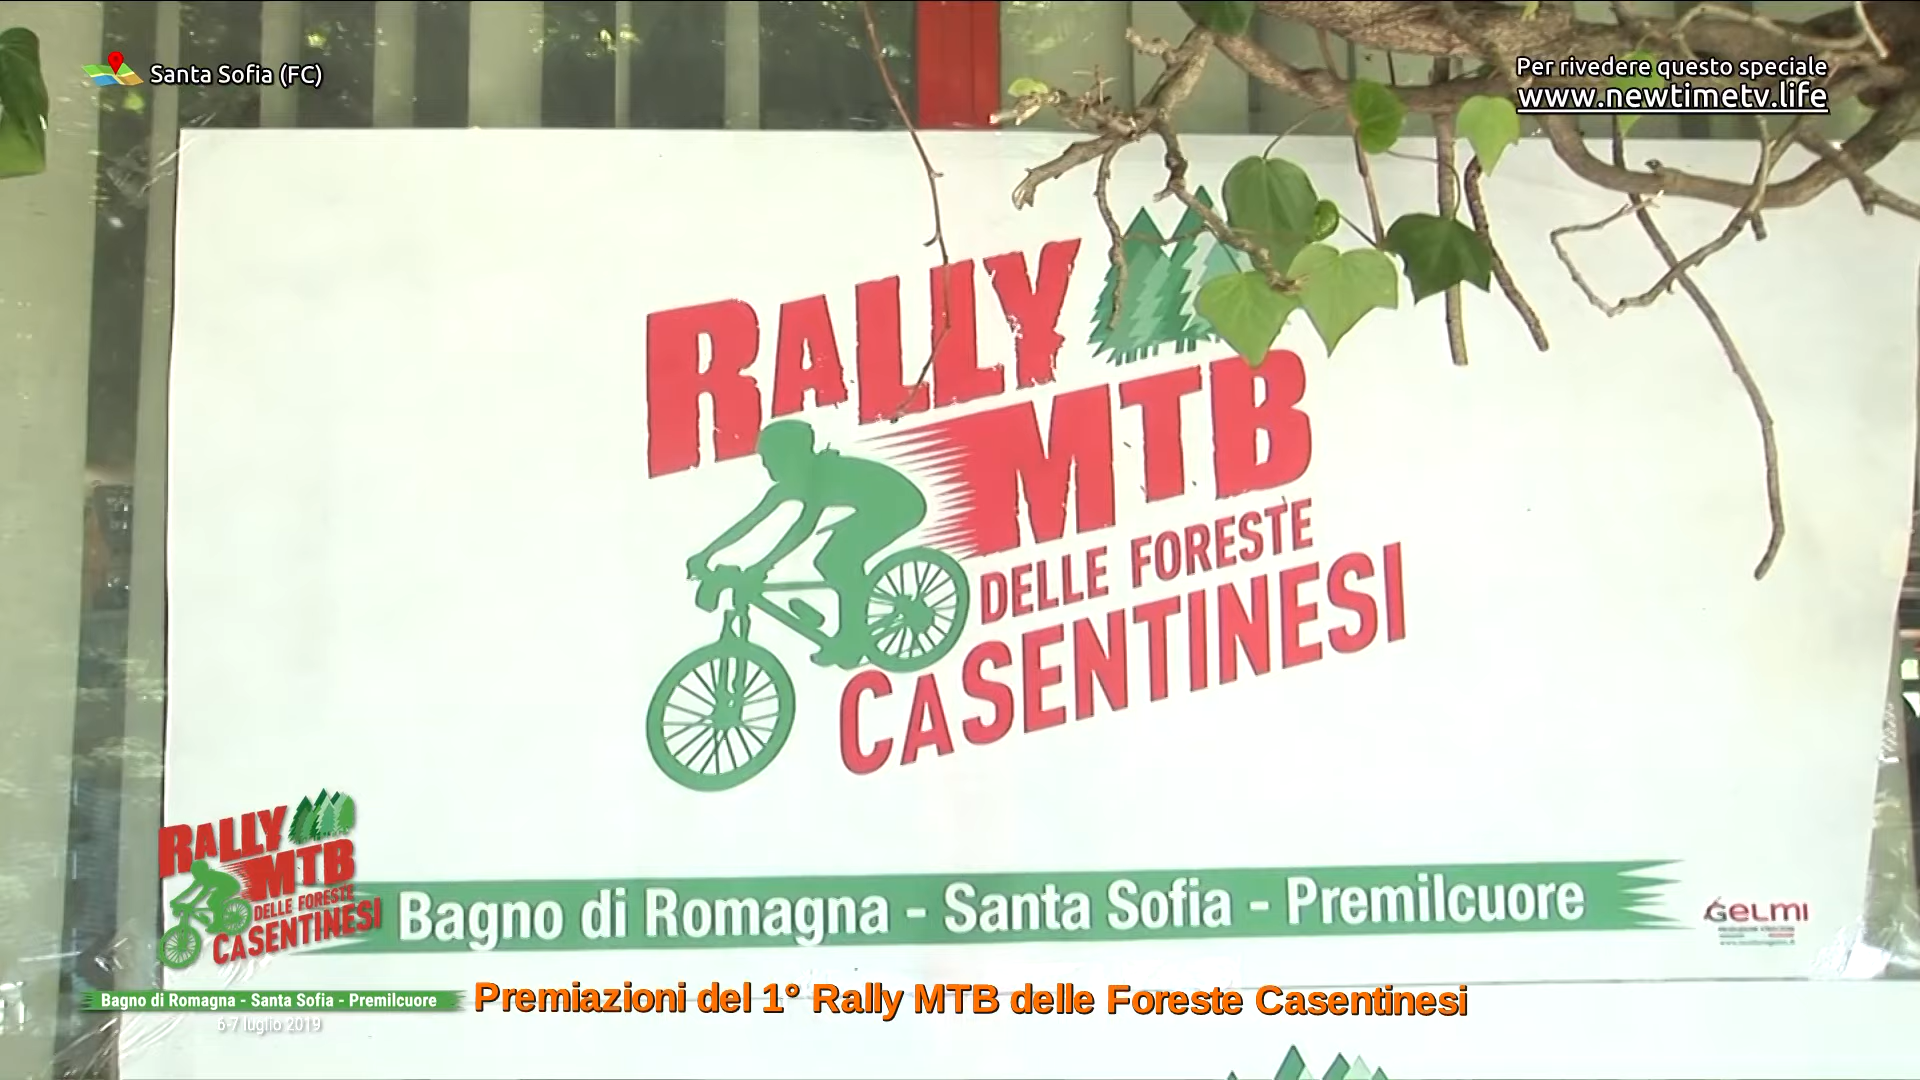 Santa Sofia (FC)
Per rivedere questo speciale
www.newtimetv.life
RALLY
MTB
DELLE FORESTE
CASENTINESI
Bagno di Romagna - Santa Sofia - Premilcuore
GELMI
RALLY
MTB
DELLE FORESTE
CASENTINESI
Bagno di Romagna - Santa Sofia - Premilcuore
6-7 luglio 2019
Premiazioni del 1° Rally MTB delle Foreste Casentinesi